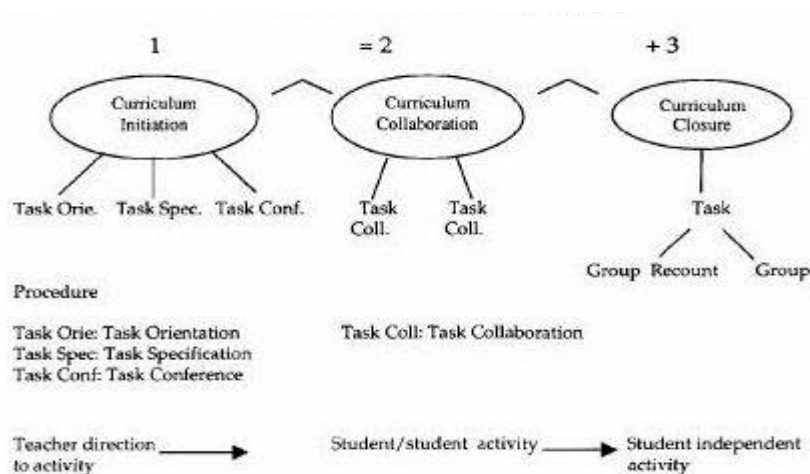 1 = 2 + 3
Curriculum
Initiation
Curriculum
Collaboration
Curriculum
Closure
Task Orie. Task Spec. Task Conf.
Task
Coll.
Task
Coll.
Task
Group Recount Group
Procedure
Task Orie: Task Orientation
Task Spec: Task Specification
Task Conf: Task Conference
Task Coll: Task Collaboration
Teacher direction
to activity
Student/student activity
Student independent
activity